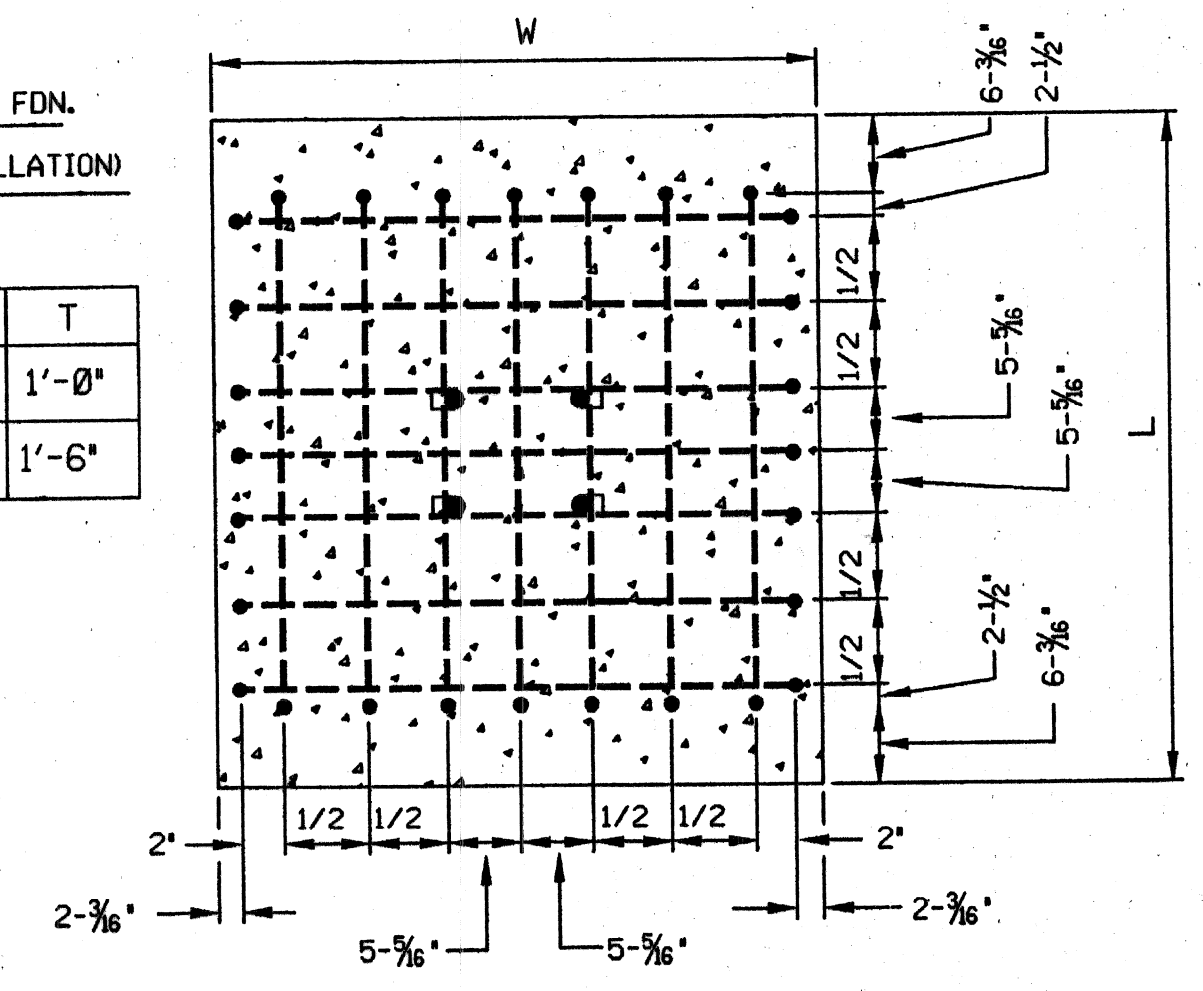 W
FDN.
LLATION)
T
1'-0"
1'-6"
6-3/16"
2-1/2"
1/2
1/2
5-5/16"
5-5/16"
L
1/2
1/2
2-1/2"
6-3/16"
1/2 1/2 1/2 1/2
2" 2"
2-3/16" 2-3/16"
5-5/16" 5-5/16"